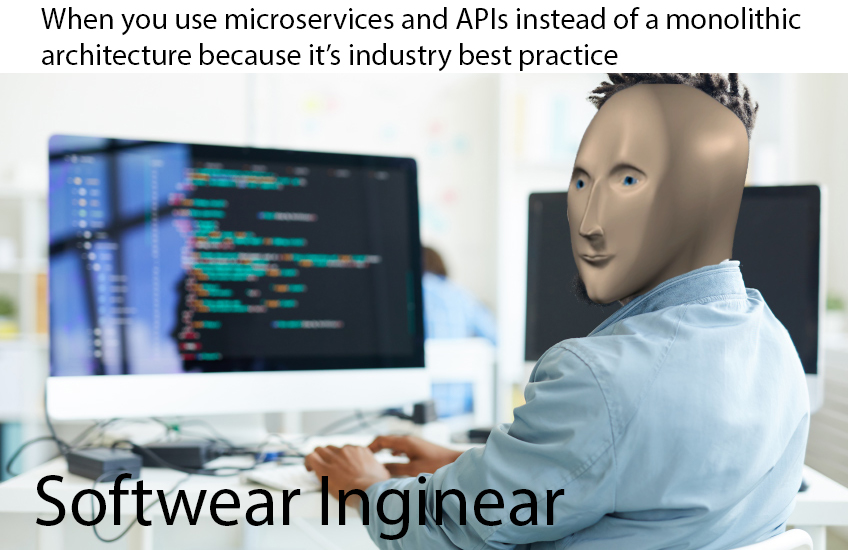 When you use microservices and APIs instead of a monolithic
architecture because it's industry best practice
Softwear Inginear